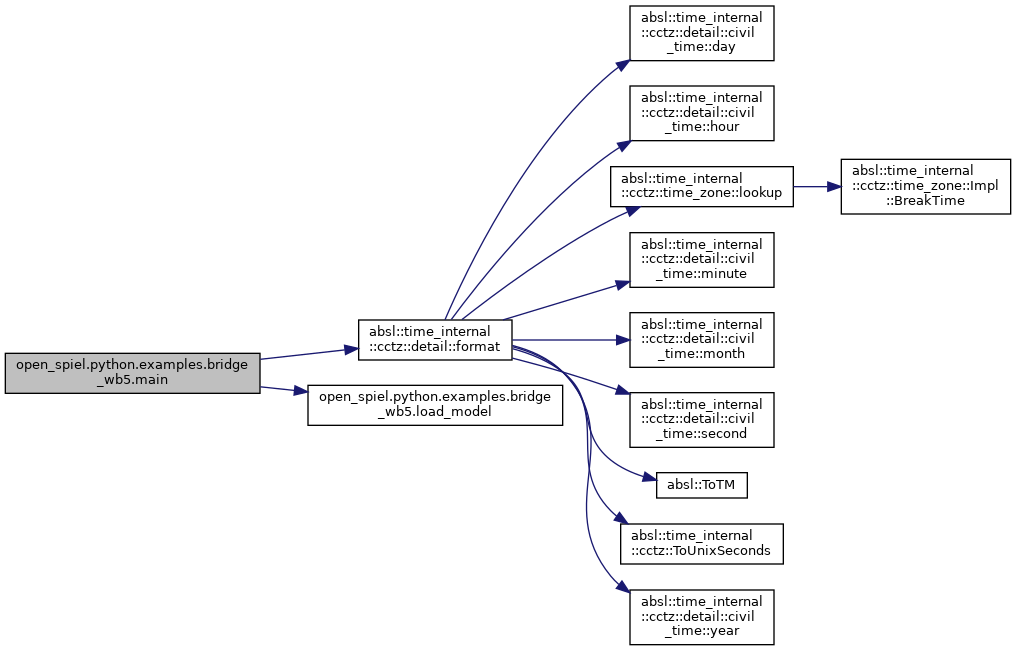 absl::time_internal
::cctz::detail::civil
_time::day
absl::time_internal
::cctz::detail::civil
_time::hour
absl::time_internal
::cctz::time_zone::lookup
absl::time_internal
::cctz::time_zone::Impl
::BreakTime
absl::time_internal
::cctz::detail::civil
_time::minute
absl::time_internal
::cctz::detail::format
absl::time_internal
::cctz::detail::civil
_time::month
open_spiel.python.examples.bridge
_wb5.main
open_spiel.python.examples.bridge
_wb5.load_model
absl::time_internal
::cctz::detail::civil
_time::second
absl::ToTM
absl::time_internal
::cctz::ToUnixSeconds
absl::time_internal
::cctz::detail::civil
_time::year